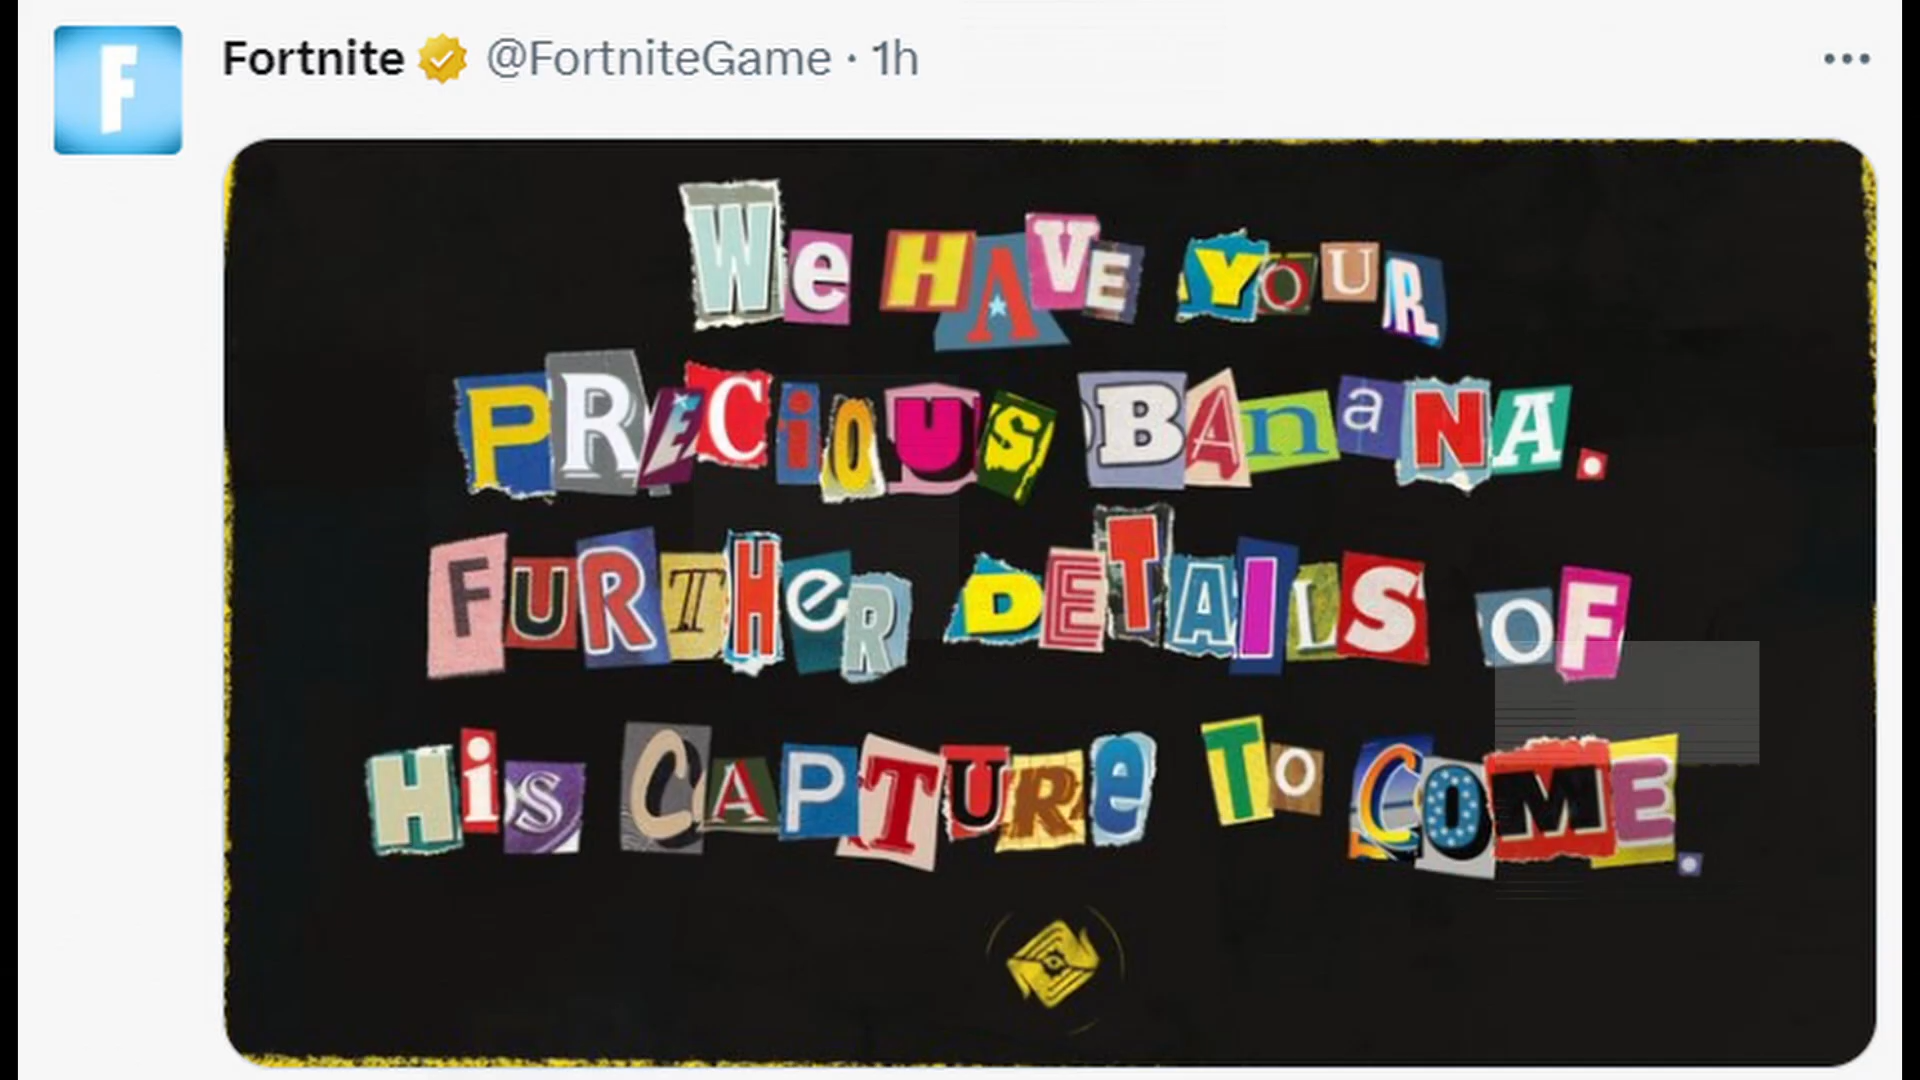 F
Fortnite @FortniteGame · 1h
We HAVE YOUR
PRECiOUS BAnaNA.
FURTHeR DETAILS OF
HiS CAPTURe To COME.